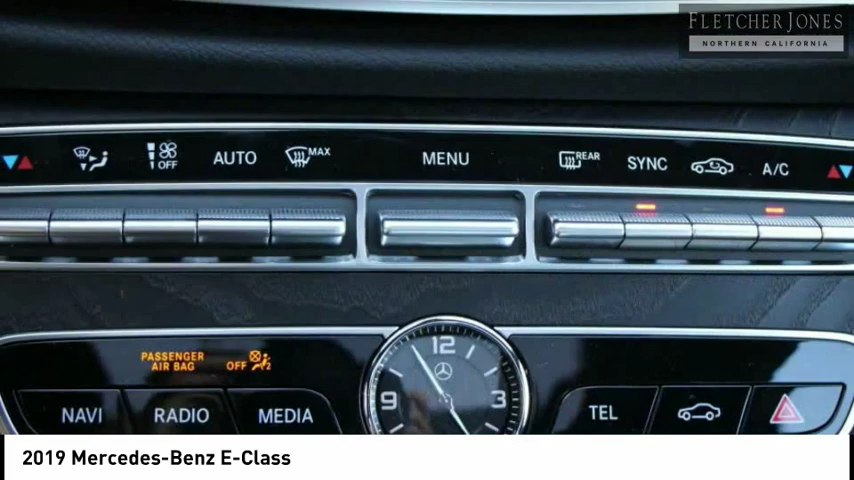 FLETCHER JONES
NORTHERN CALIFORNIA
OFF AUTO MAX MENU REAR SYNC A/C
PASSENGER
AIR BAG OFF 2
12
9 3
NAVI RADIO MEDIA TEL
2019 Mercedes-Benz E-Class